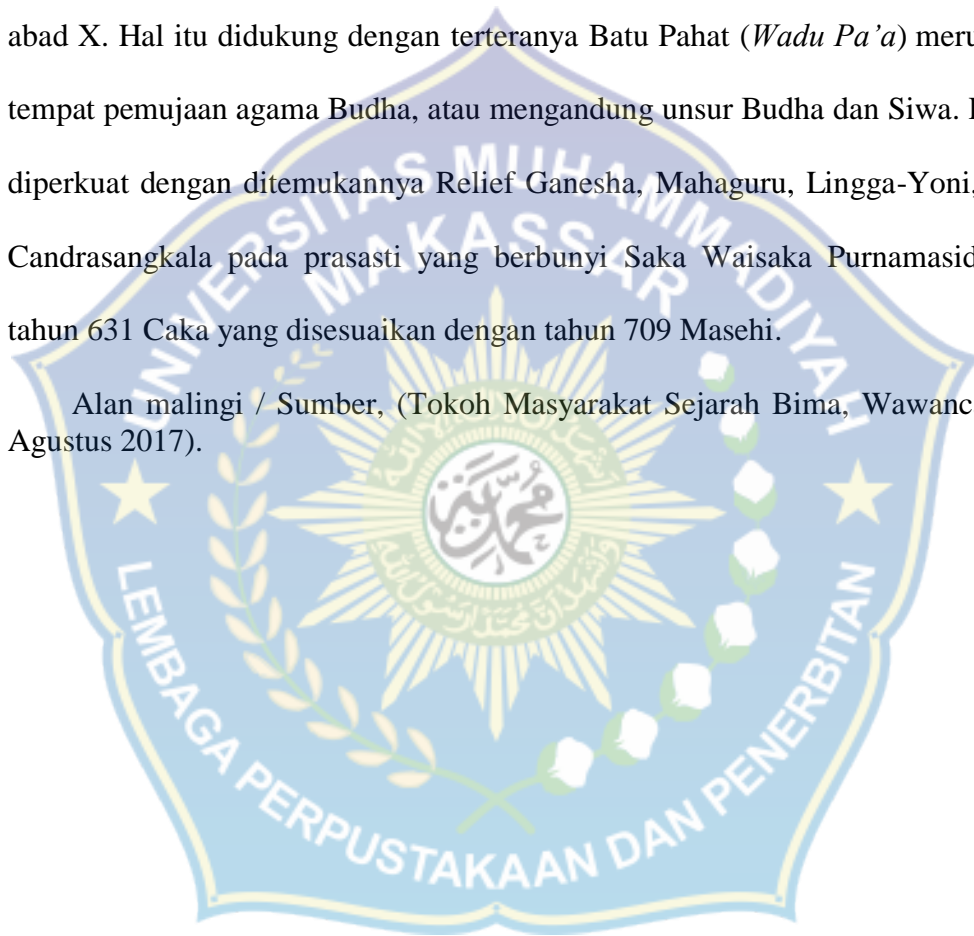 abad X. Hal itu didukung dengan terteranya Batu Pahat (Wadu Pa’a)
tempat pemujaan agama Budha, atau mengandung unsur Budha dan Siwa.
diperkuat dengan ditemukannya Relief Ganesha, Mahaguru, Lingga-Yoni,
Candrasangkala pada prasasti yang berbunyi Saka Waisaka
tahun 631 Caka yang disesuaikan dengan tahun 709 Masehi.
Alan malingi / Sumber, (Tokoh Masyarakat Sejarah Bima,
Agustus 2017).
UNIVERSITAS MUHAMMADIYAH
MAKASSAR
LEMBAGA PERPUSTAKAAN DAN PENERBITAN